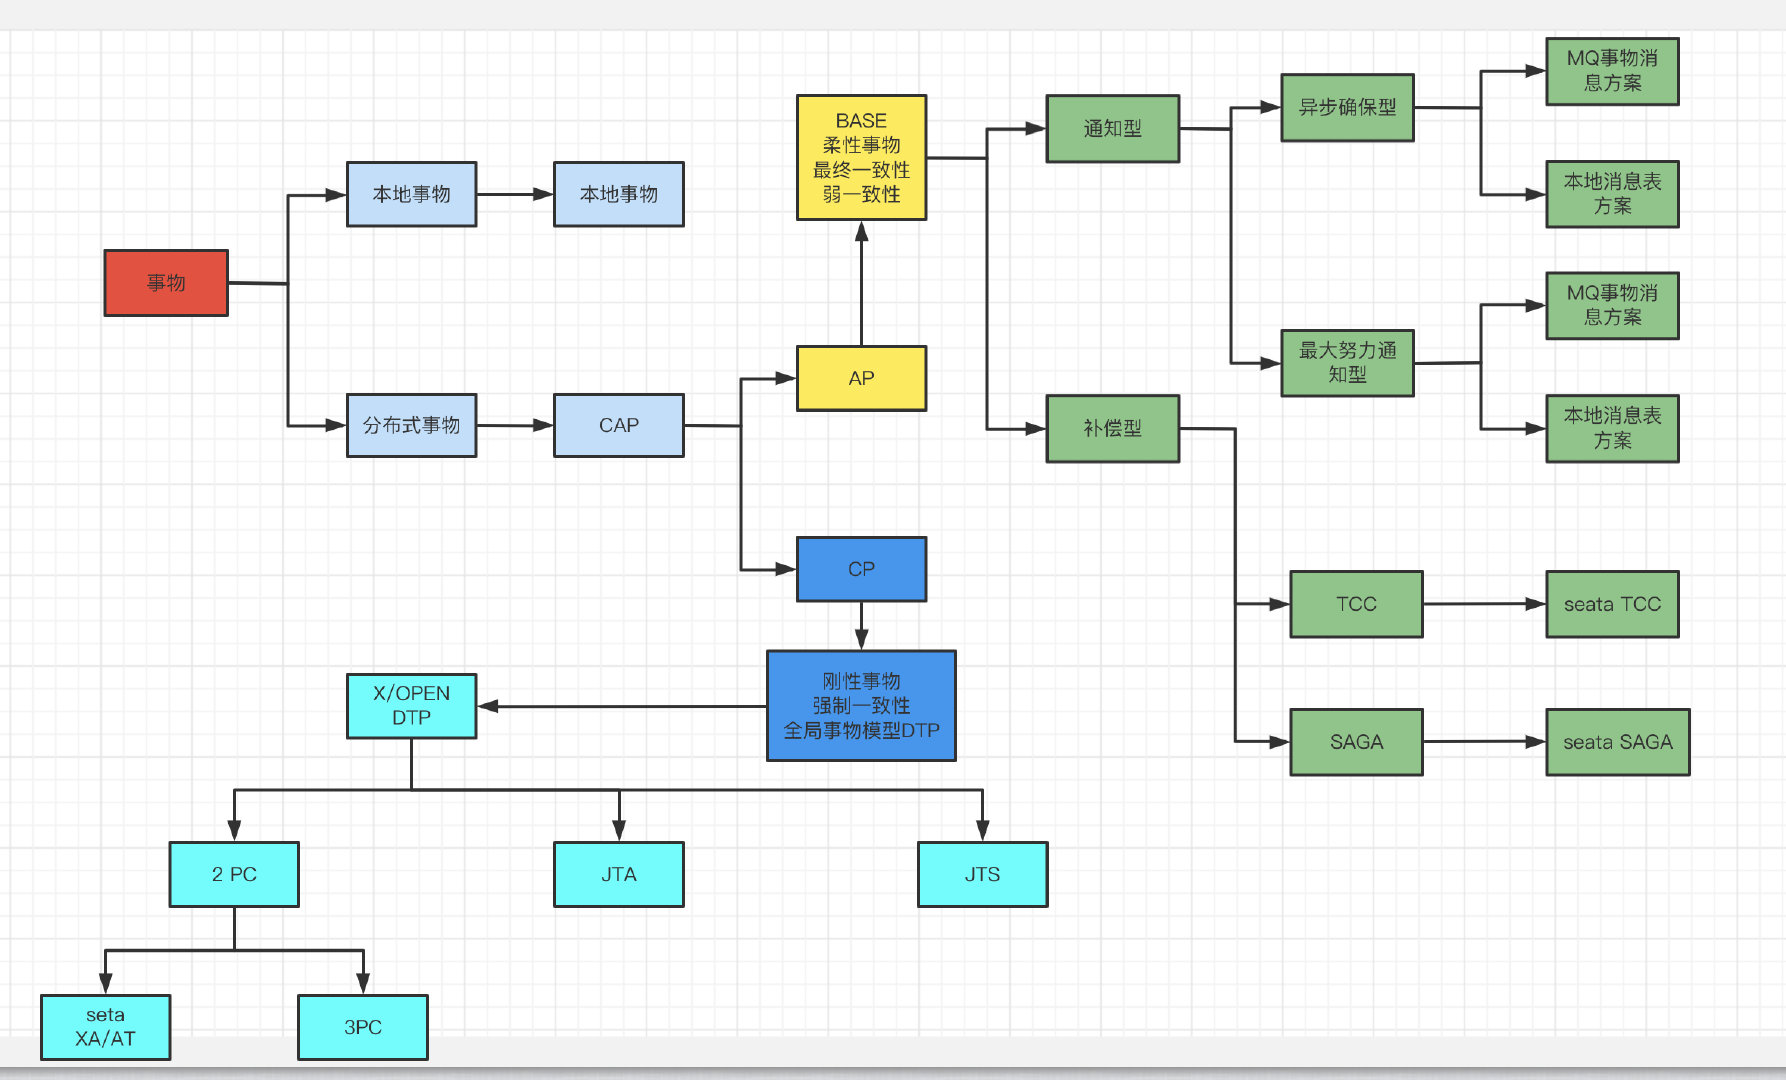 事物
本地事物
本地事物
分布式事物
CAP
BASE
柔性事物
最终一致性
弱一致性
AP
CP
刚性事物
强制一致性
全局事物模型DTP
通知型
异步确保型
MQ事物消
息方案
本地消息表
方案
最大努力通
知型
MQ事物消
息方案
本地消息表
方案
补偿型
TCC
seata TCC
SAGA
seata SAGA
X/OPEN
DTP
2 PC
JTA
JTS
seta
XA/AT
3PC